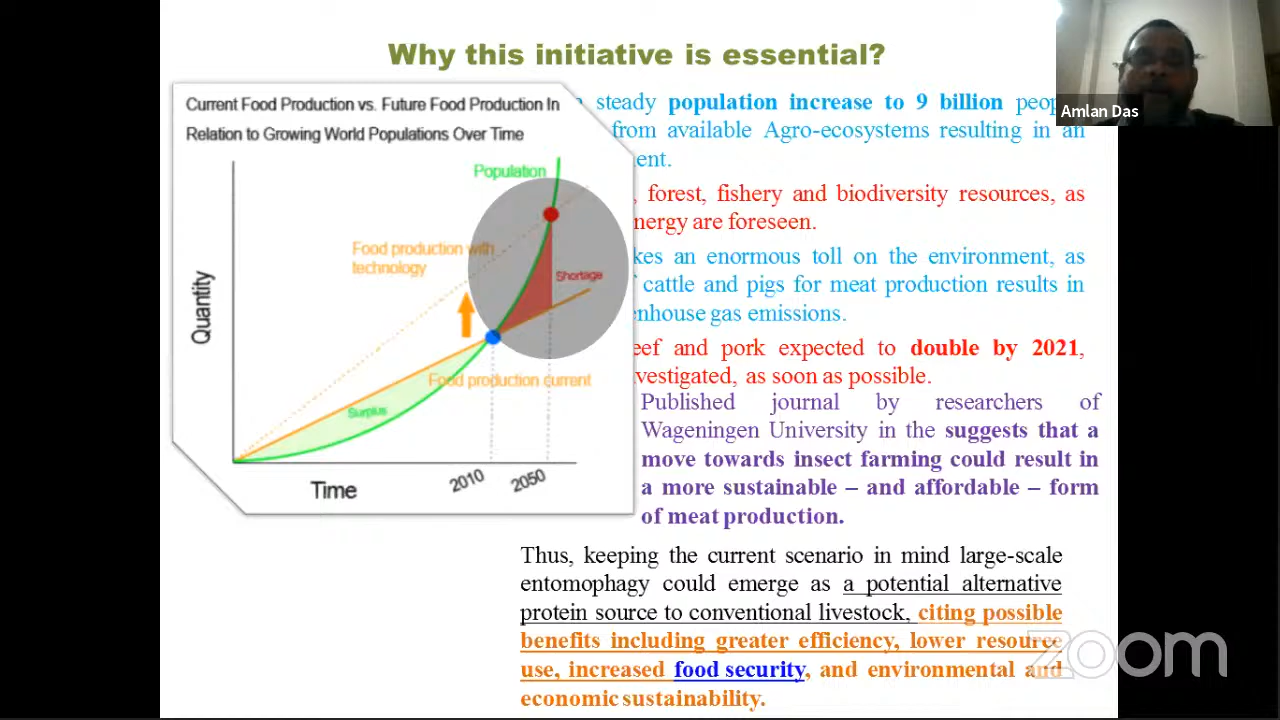 Why this initiative is essential?
Amlan Das
Current Food Production vs. Future Food Production In
Relation to Growing World Populations Over Time
Population
Food production with
technology
Shortage
Food production current
Surplus
Quantity
Time
2010
2050
steady population increase to 9 billion
from available Agro-ecosystems resulting in an
forest, fishery and biodiversity resources, as
are foreseen.
an enormous toll on the environment, as
cattle and pigs for meat production results in
gas emissions.
and pork expected to double by 2021,
as soon as possible.
Published journal by researchers of
Wageningen University in the suggests that a
move towards insect farming could result in
a more sustainable – and affordable – form
of meat production.
Thus, keeping the current scenario in mind large-scale
entomophagy could emerge as a potential alternative
protein source to conventional livestock, citing possible
benefits including greater efficiency, lower resource
use, increased food security, and environmental and
economic sustainability.
zoom